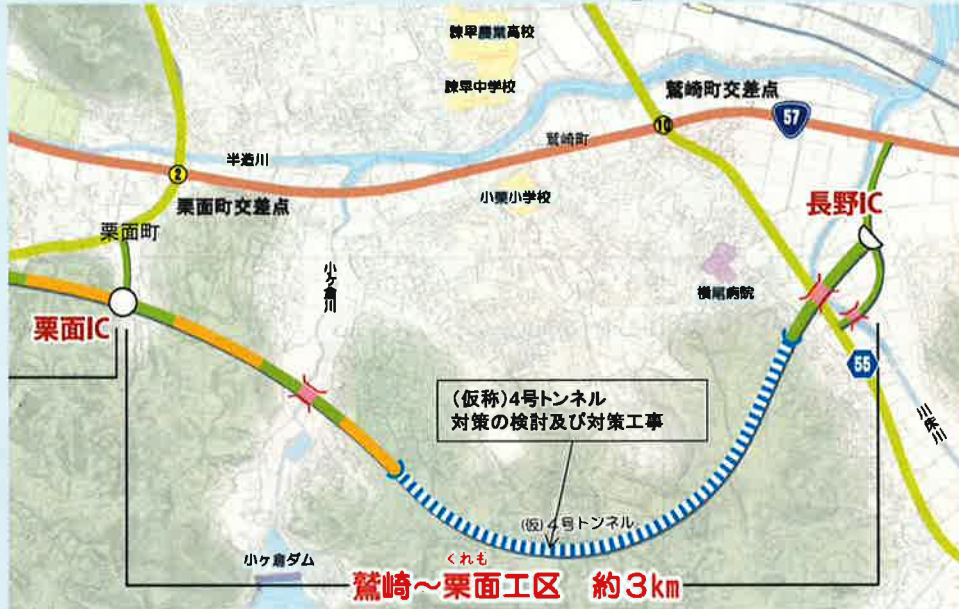 諫早農業高校
諫早中学校
鷲崎町交差点
57
10
鷲崎町
半造川
2
栗面町交差点
小栗小学校
長野IC
栗面町
小ケ倉川
横尾病院
栗面IC
55
(仮称)4号トンネル
対策の検討及び対策工事
川床川
(仮)4号トンネル
小ケ倉ダム
くれも
鷲崎～栗面工区 約3km